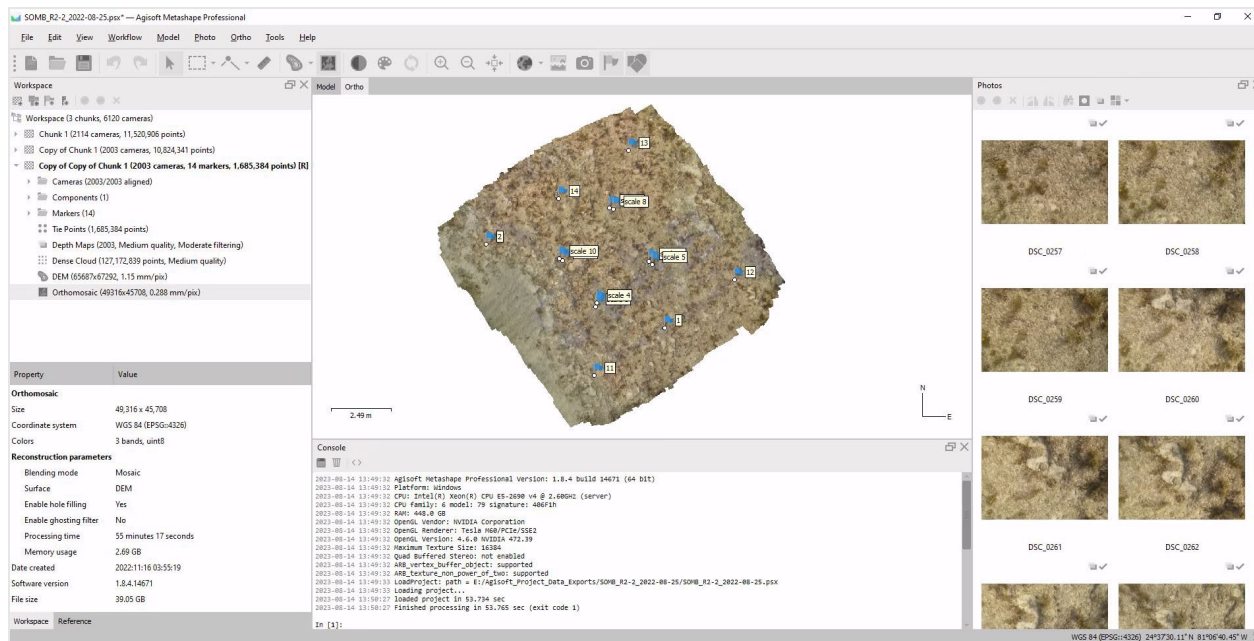 SOMB_R2-2_2022-08-25.psx* — Agisoft Metashape Professional
File Edit View Workflow Model Photo Ortho Tools Help
Workspace
Workspace (3 chunks, 6120 cameras)
Chunk 1 (2114 cameras, 11,520,906 points)
Copy of Chunk 1 (2003 cameras, 10,824,341 points)
Copy of Copy of Chunk 1 (2003 cameras, 14 markers, 1,685,384 points) [R]
Cameras (2003/2003 aligned)
Components (1)
Markers (14)
Tie Points (1,685,384 points)
Depth Maps (2003, Medium quality, Moderate filtering)
Dense Cloud (127,172,839 points, Medium quality)
DEM (65687x67292, 1.15 mm/pix)
Orthomosaic (49316x45708, 0.288 mm/pix)
Property Value
Orthomosaic
Size 49,316 x 45,708
Coordinate system WGS 84 (EPSG::4326)
Colors 3 bands, uint8
Reconstruction parameters
Blending mode Mosaic
Surface DEM
Enable hole filling Yes
Enable ghosting filter No
Processing time 55 minutes 17 seconds
Memory usage 2.69 GB
Date created 2022:11:16 03:55:19
Software version 1.8.4.14671
File size 39.05 GB
Workspace Reference
Model Ortho
13
14
scale 8
2
scale 10
scale 5
12
scale 4
1
11
2.49 m
N
E
Console
2023-08-14 13:49:32 Agisoft Metashape Professional Version: 1.8.4 build 14671 (64 bit)
2023-08-14 13:49:32 Platform: Windows
2023-08-14 13:49:32 CPU: Intel(R) Xeon(R) CPU E5-2690 v4 @ 2.60GHz (server)
2023-08-14 13:49:32 CPU family: 6 model: 79 signature: 406F1h
2023-08-14 13:49:32 RAM: 448.0 GB
2023-08-14 13:49:32 OpenGL Vendor: NVIDIA Corporation
2023-08-14 13:49:32 OpenGL Renderer: Tesla M60/PCIe/SSE2
2023-08-14 13:49:32 OpenGL Version: 4.6.0 NVIDIA 472.39
2023-08-14 13:49:32 Maximum Texture Size: 16384
2023-08-14 13:49:32 Quad Buffered Stereo: not enabled
2023-08-14 13:49:32 ARB_vertex_buffer_object: supported
2023-08-14 13:49:32 ARB_texture_non_power_of_two: supported
2023-08-14 13:49:33 LoadProject: path = E:/Agisoft_Project_Data_Exports/SOMB_R2-2_2022-08-25/SOMB_R2-2_2022-08-25.psx
2023-08-14 13:49:33 Loading project...
2023-08-14 13:50:27 loaded project in 53.734 sec
2023-08-14 13:50:27 Finished processing in 53.765 sec (exit code 1)
In [1]:
Photos
DSC_0257 DSC_0258
DSC_0259 DSC_0260
DSC_0261 DSC_0262
WGS 84 (EPSG::4326) 24°37'30.11" N 81°06'40.45" W